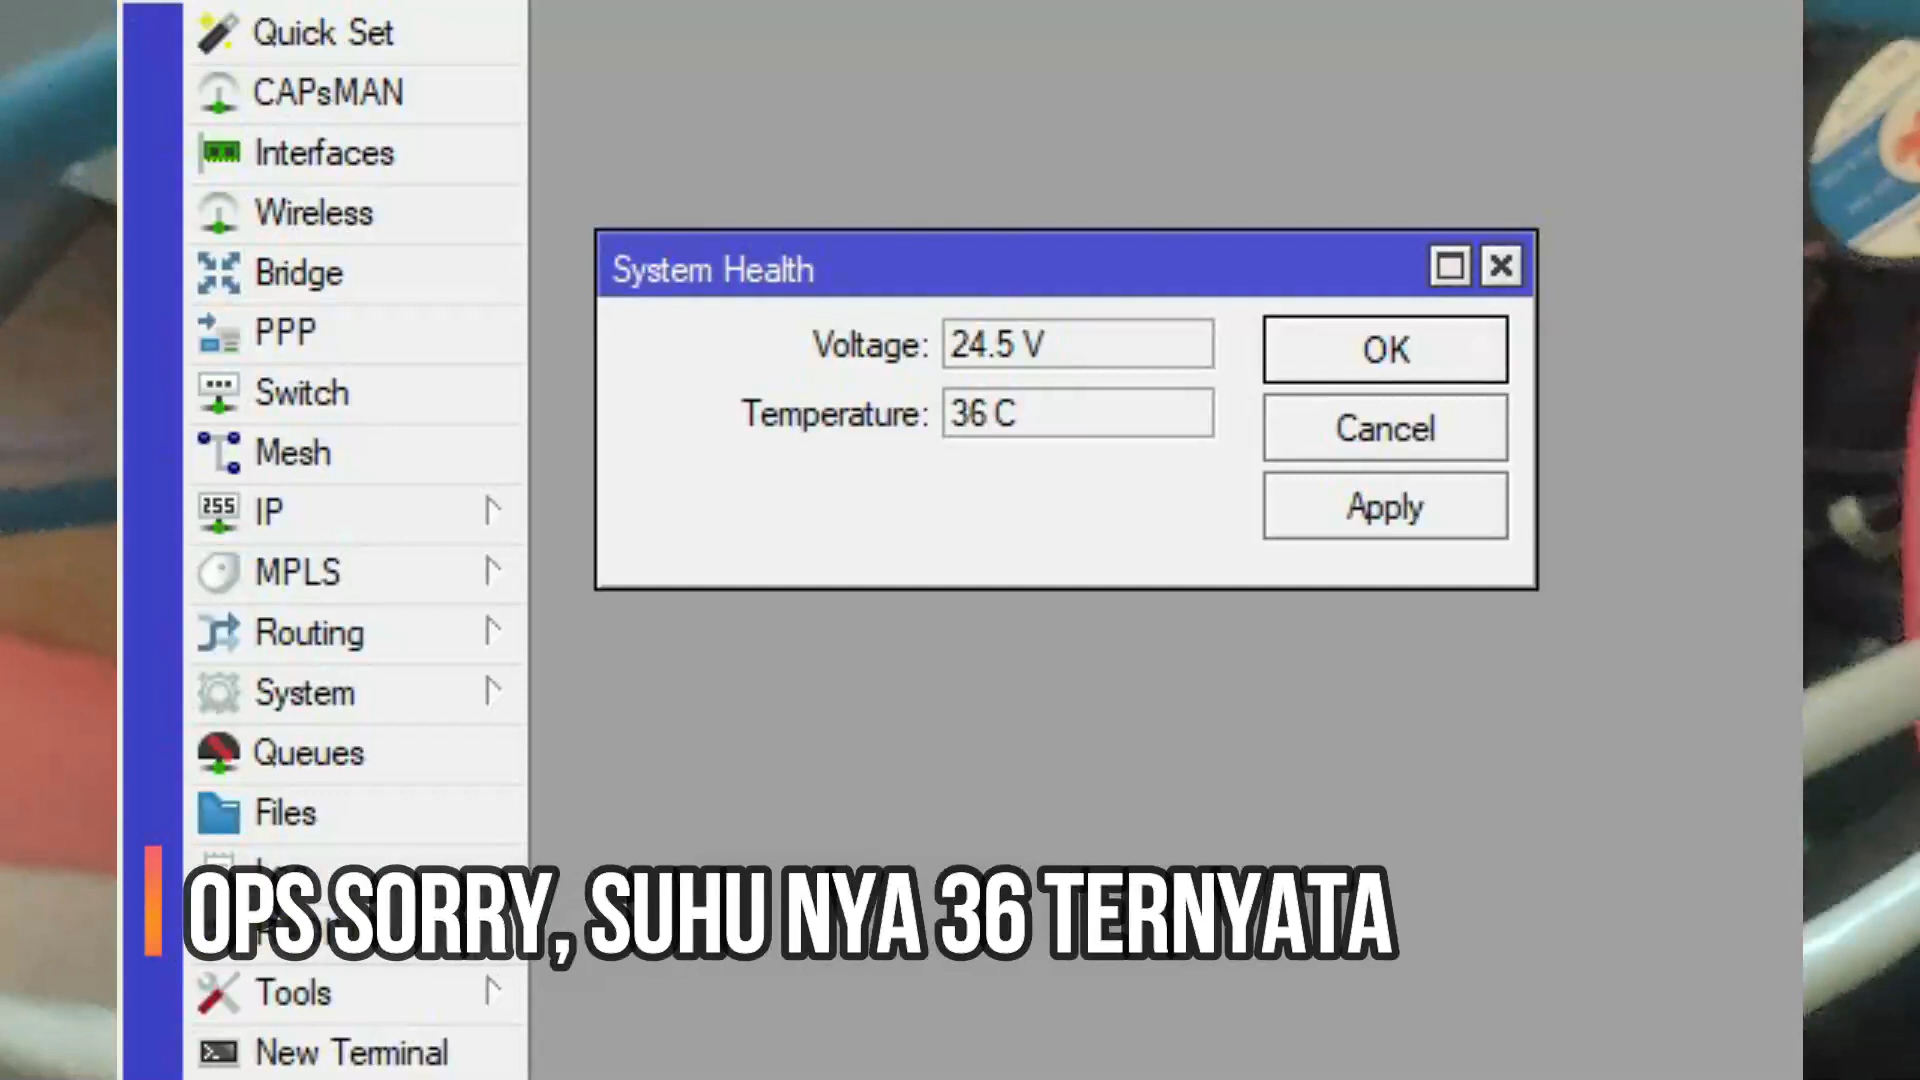 Quick Set
CAPsMAN
Interfaces
Wireless
Bridge
PPP
Switch
Mesh
255 IP
MPLS
Routing
System
Queues
Files
Tools
New Terminal
System Health
Voltage: 24.5 V
Temperature: 36 C
OK
Cancel
Apply
OPS SORRY, SUHU NYA 36 TERNYATA